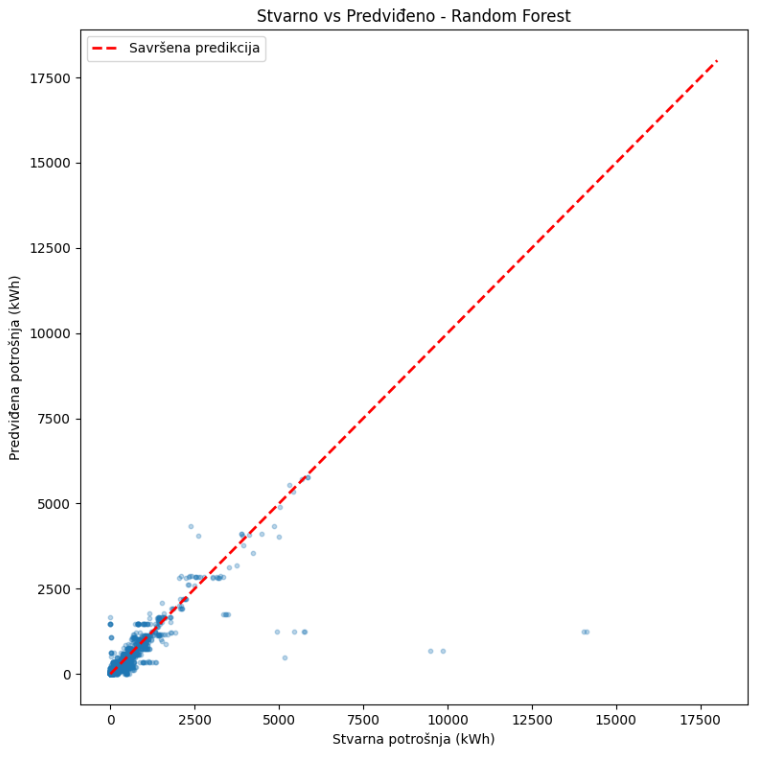 Stvarno vs Predviđeno - Random Forest
Savršena predikcija
17500
15000
12500
10000
7500
5000
2500
0
Predviđena potrošnja (kWh)
0 2500 5000 7500 10000 12500 15000 17500
Stvarna potrošnja (kWh)